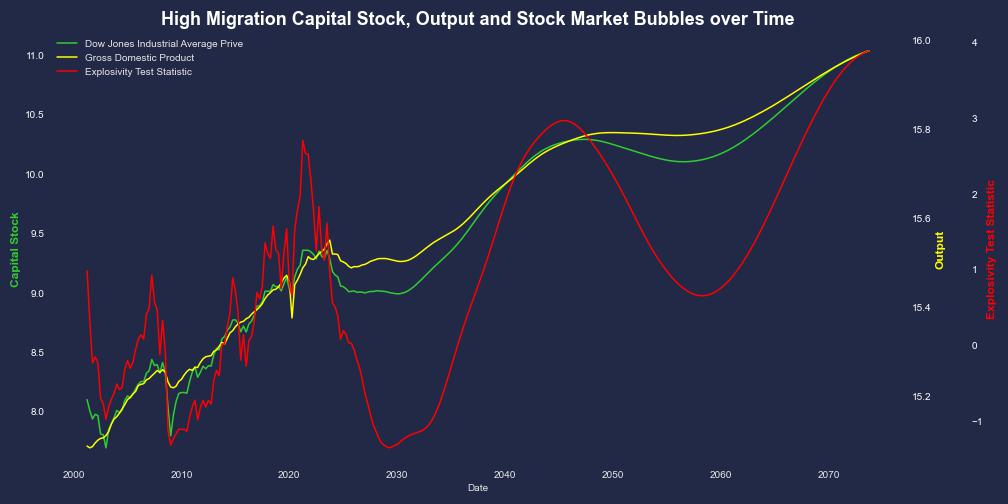 High Migration Capital Stock, Output and Stock Market Bubbles over Time
Dow Jones Industrial Average Prive
Gross Domestic Product
Explosivity Test Statistic
Capital Stock
11.0
10.5
10.0
9.5
9.0
8.5
8.0
16.0
15.8
15.6
15.4
15.2
Output
4
3
2
1
0
−1
Explosivity Test Statistic
2000 2010 2020 2030 2040 2050 2060 2070
Date